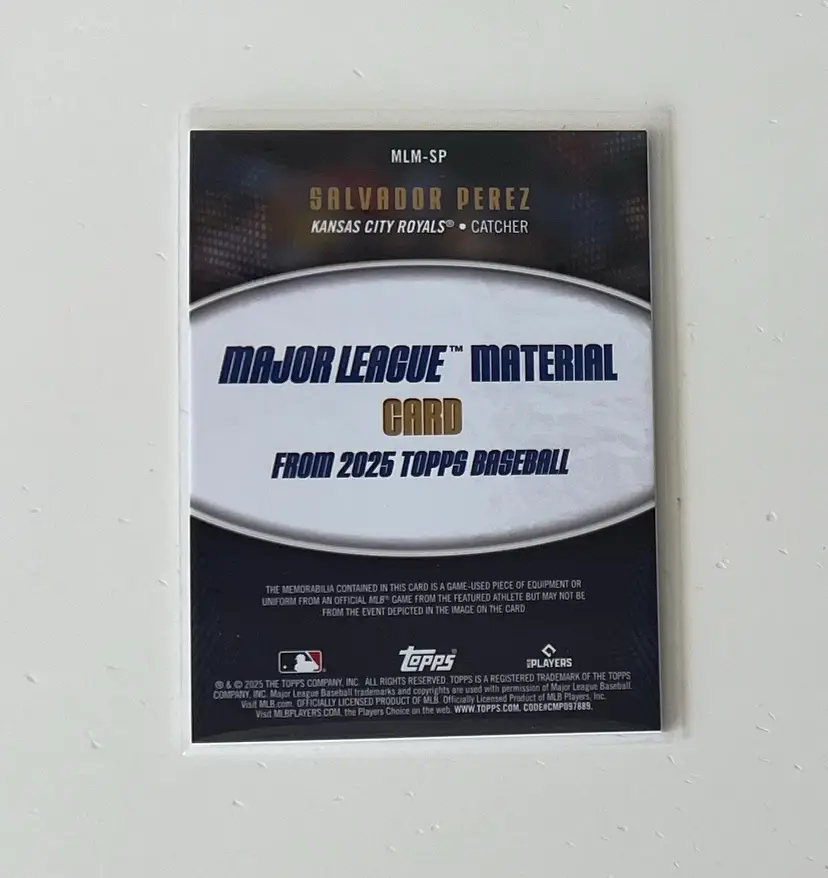 MLM-SP
SALVADOR PEREZ
KANSAS CITY ROYALS® • CATCHER
MAJOR LEAGUE™ MATERIAL
CARD
FROM 2025 TOPPS BASEBALL
THE MEMORABILIA CONTAINED IN THIS CARD IS A GAME-USED PIECE OF EQUIPMENT OR
UNIFORM FROM AN OFFICIAL MLB® GAME FROM THE FEATURED ATHLETE BUT MAY NOT BE
FROM THE EVENT DEPICTED IN THE IMAGE ON THE CARD
TOPPS®
MLB PLAYERS
® & © 2025 THE TOPPS COMPANY, INC. ALL RIGHTS RESERVED. TOPPS IS A REGISTERED TRADEMARK OF THE TOPPS
COMPANY, INC. Major League Baseball trademarks and copyrights are used with permission of Major League Baseball.
Visit MLB.com. OFFICIALLY LICENSED PRODUCT OF MLB. Officially Licensed Product of MLB Players, Inc.
Visit MLBPLAYERS.COM, the Players Choice on the web. WWW.TOPPS.COM. CODE#CMP097889.